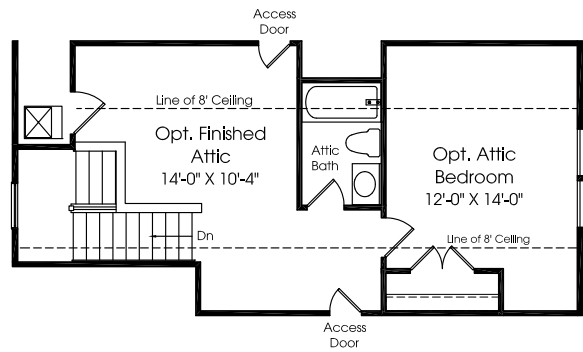 Access
Door
Line of 8' Ceiling
Opt. Finished
Attic
14'-0" X 10'-4"
Attic
Bath
Opt. Attic
Bedroom
12'-0" X 14'-0"
Dn
Line of 8' Ceiling
Access
Door